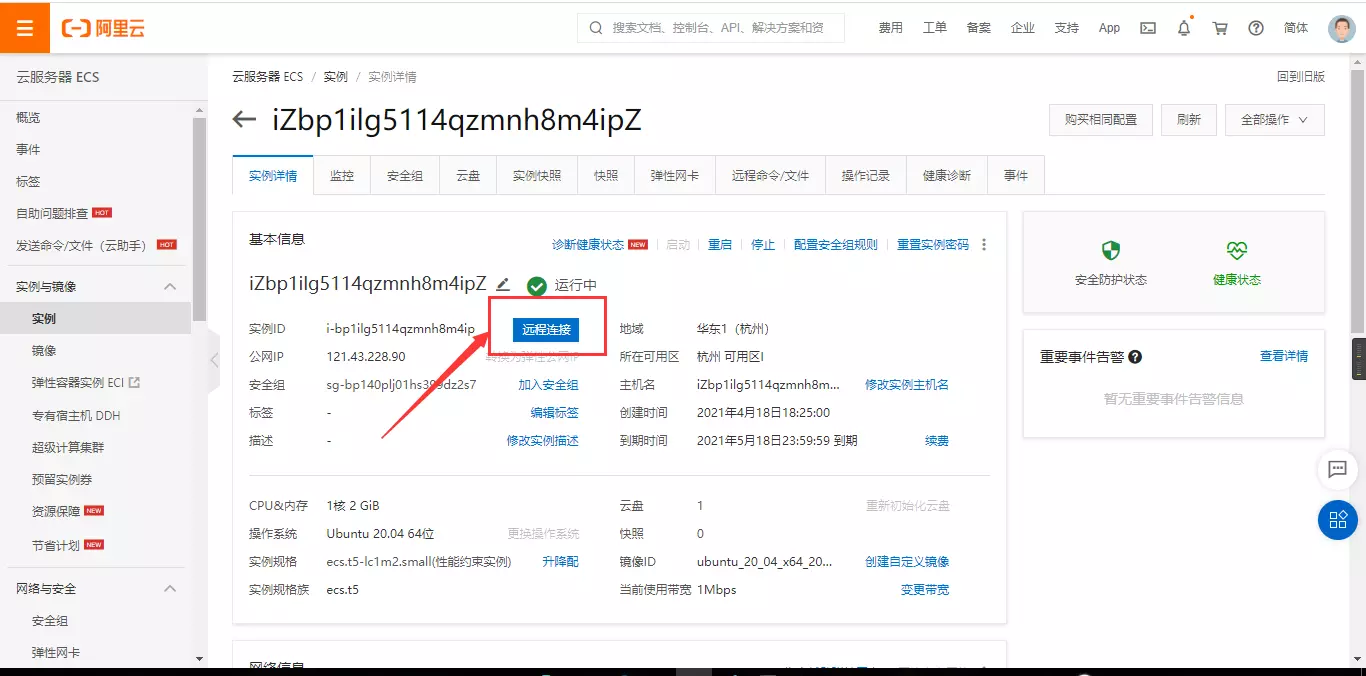 阿里云
搜索文档、控制台、API、解决方案和资
费用 工单 备案 企业 支持 App 简体
云服务器 ECS
概览
事件
标签
自助问题排查 HOT
发送命令/文件（云助手） HOT
实例与镜像
实例
镜像
弹性容器实例 ECI
专有宿主机 DDH
超级计算集群
预留实例券
资源保障 NEW
节省计划 NEW
网络与安全
安全组
弹性网卡
云服务器 ECS / 实例 / 实例详情
回到旧版
iZbp1ilg5114qzmnh8m4ipZ
购买相同配置 刷新 全部操作
实例详情 监控 安全组 云盘 实例快照 快照 弹性网卡 远程命令/文件 操作记录 健康诊断 事件
基本信息
诊断健康状态 NEW 启动 重启 停止 配置安全组规则 重置实例密码
iZbp1ilg5114qzmnh8m4ipZ 运行中
实例ID i-bp1ilg5114qzmnh8m4ip 远程连接 地域 华东1（杭州）
公网IP 121.43.228.90 转换为弹性公网IP 所在可用区 杭州 可用区I
安全组 sg-bp140plj01hs399dz2s7 加入安全组 主机名 iZbp1ilg5114qzmnh8m... 修改实例主机名
标签 - 编辑标签 创建时间 2021年4月18日18:25:00
描述 - 修改实例描述 到期时间 2021年5月18日23:59:59 到期 续费
CPU&内存 1核 2 GiB 云盘 1 重新初始化云盘
操作系统 Ubuntu 20.04 64位 更换操作系统 快照 0
实例规格 ecs.t5-lc1m2.small(性能约束实例) 升降配 镜像ID ubuntu_20_04_x64_20... 创建自定义镜像
实例规格族 ecs.t5 当前使用带宽 1Mbps 变更带宽
网络信息
安全防护状态 健康状态
重要事件告警 查看详情
暂无重要事件告警信息